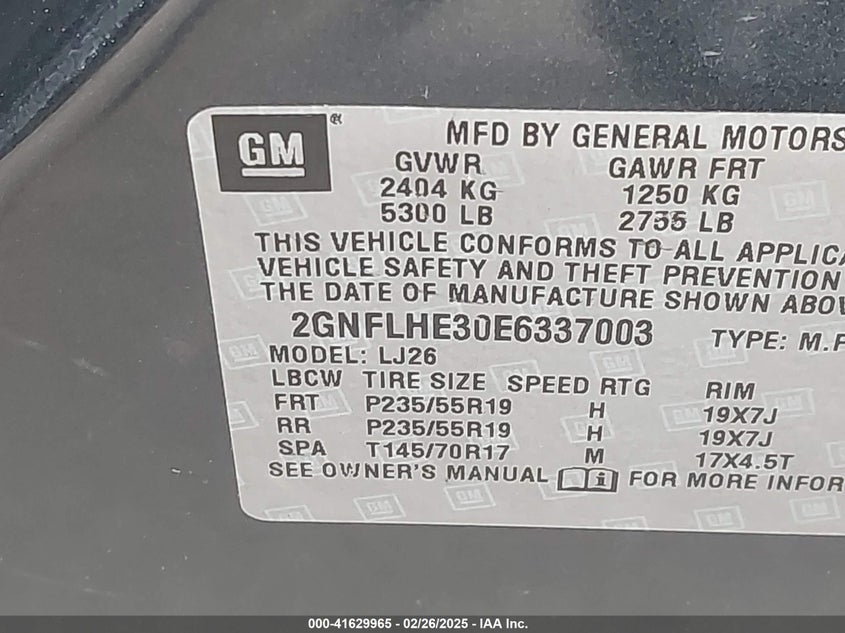 GM ®
MFD BY GENERAL MOTORS
GVWR GAWR FRT
2404 KG 1250 KG
5300 LB 2755 LB
THIS VEHICLE CONFORMS TO ALL APPLICA
VEHICLE SAFETY AND THEFT PREVENTION
THE DATE OF MANUFACTURE SHOWN ABOV
2GNFLHE30E6337003 TYPE: M.P
MODEL: LJ26
LBCW TIRE SIZE SPEED RTG RIM
FRT P235/55R19 H 19X7J
RR P235/55R19 H 19X7J
SPA T145/70R17 M 17X4.5T
SEE OWNER'S MANUAL i FOR MORE INFOR
000-41629965 - 02/26/2025 - IAA Inc.